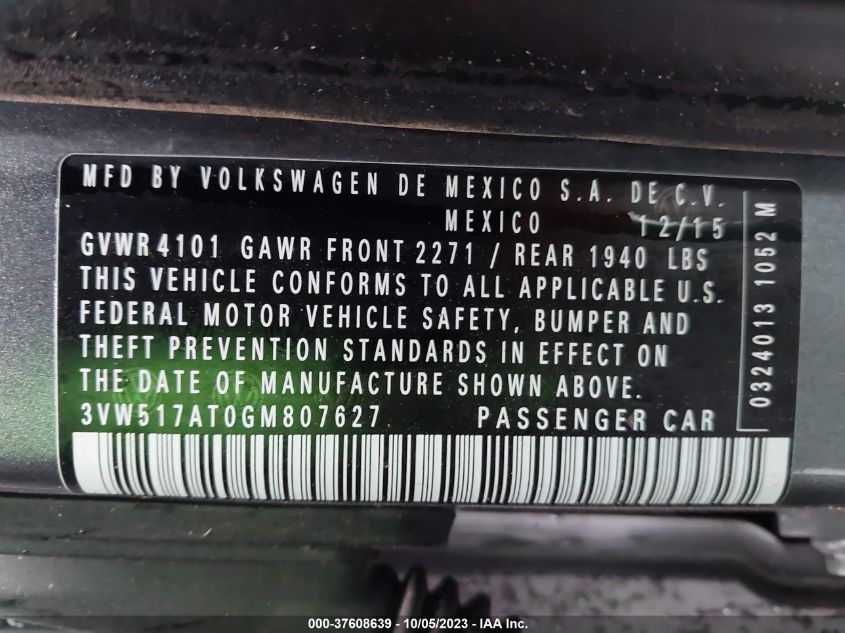 MFD BY VOLKSWAGEN DE MEXICO S.A. DE C.V.
MEXICO 12/15
GVWR 4101 GAWR FRONT 2271 / REAR 1940 LBS
THIS VEHICLE CONFORMS TO ALL APPLICABLE U.S.
FEDERAL MOTOR VEHICLE SAFETY, BUMPER AND
THEFT PREVENTION STANDARDS IN EFFECT ON
THE DATE OF MANUFACTURE SHOWN ABOVE.
3VW517AT0GM807627 PASSENGER CAR
0324013 1052 M
000-37608639 - 10/05/2023 - IAA Inc.